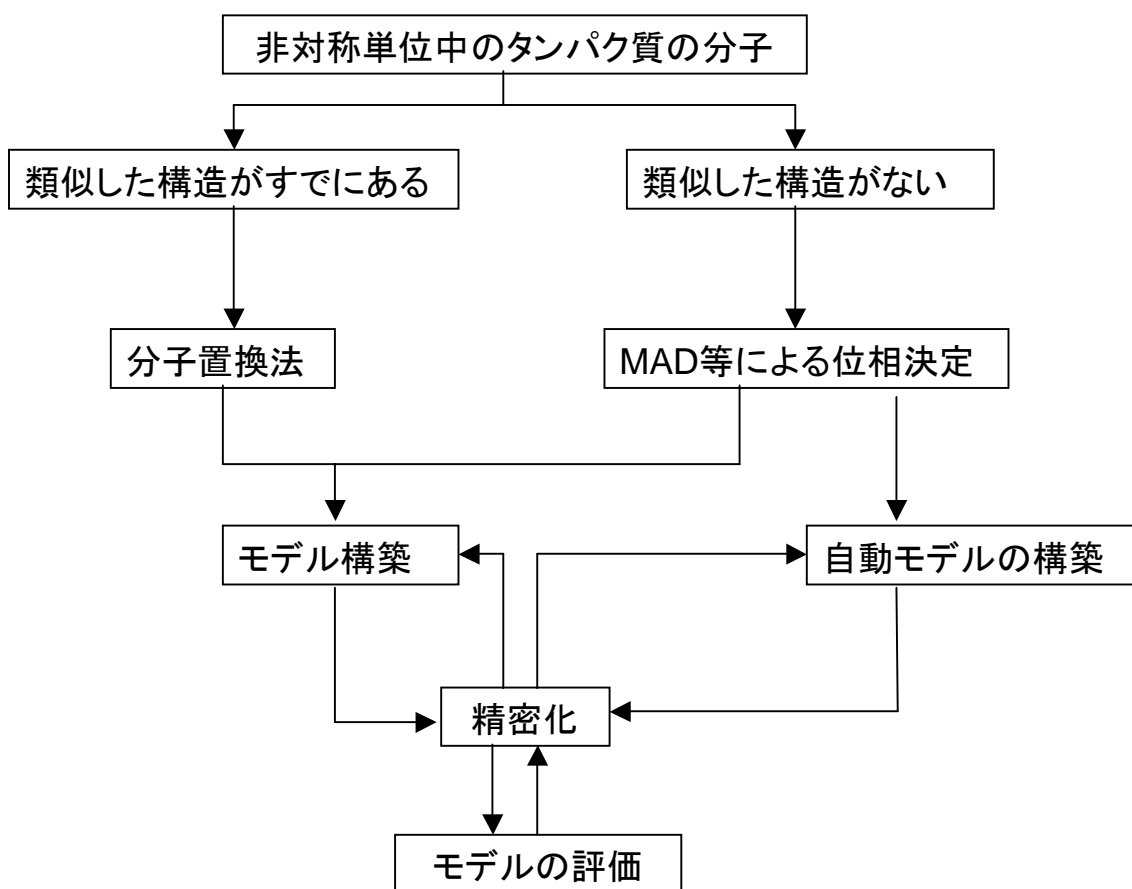 非対称単位中のタンパク質の分子
類似した構造がすでにある
類似した構造がない
分子置換法
MAD等による位相決定
モデル構築
自動モデルの構築
精密化
モデルの評価